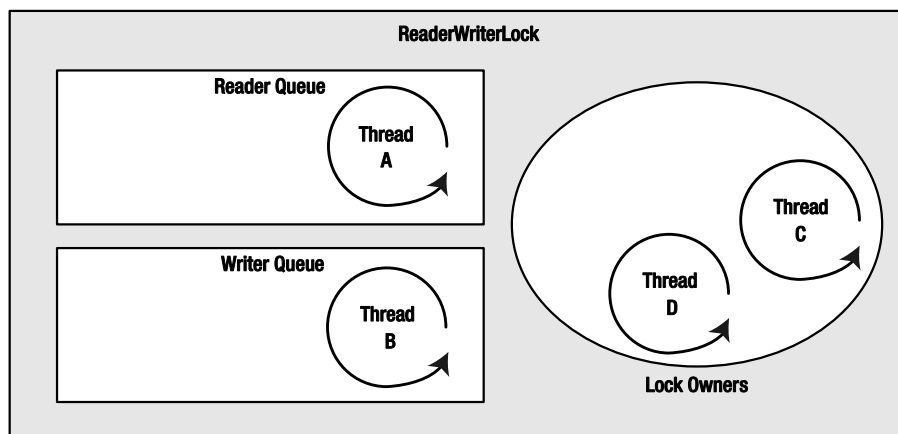 ReaderWriterLock
Reader Queue
Thread
A
Writer Queue
Thread
B
Thread
C
Thread
D
Lock Owners